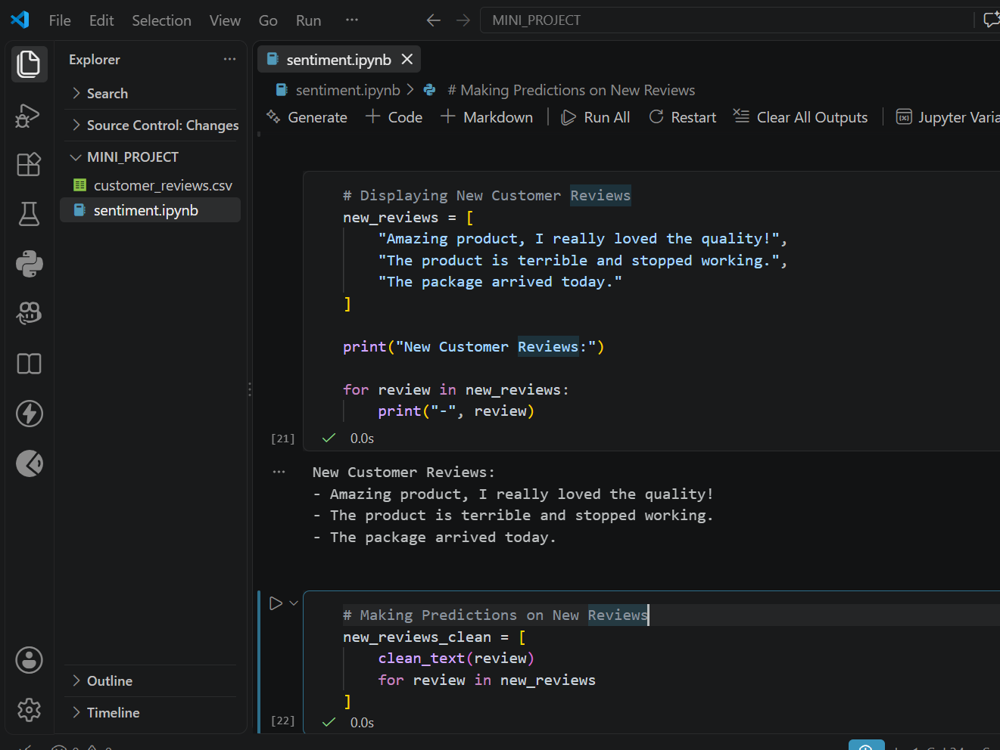 File Edit Selection View Go Run ··· MINI_PROJECT
Explorer ···
Search
Source Control: Changes
MINI_PROJECT
customer_reviews.csv
sentiment.ipynb
Outline
Timeline
sentiment.ipynb
sentiment.ipynb > # Making Predictions on New Reviews
Generate + Code + Markdown Run All Restart Clear All Outputs Jupyter Varia
# Displaying New Customer Reviews
new_reviews = [
    "Amazing product, I really loved the quality!",
    "The product is terrible and stopped working.",
    "The package arrived today."
]
print("New Customer Reviews:")
for review in new_reviews:
    print("-", review)
[21] 0.0s
New Customer Reviews:
- Amazing product, I really loved the quality!
- The product is terrible and stopped working.
- The package arrived today.
# Making Predictions on New Reviews
new_reviews_clean = [
    clean_text(review)
    for review in new_reviews
]
[22] 0.0s